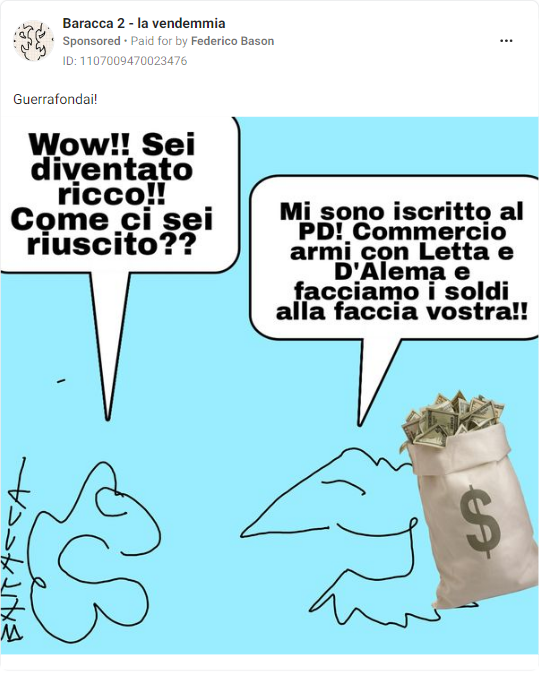 Baracca 2 - la vendemmia
Sponsored • Paid for by Federico Bason
ID: 1107009470023476
Guerrafondai!
Wow!! Sei
diventato
ricco!!
Come ci sei
riuscito??
Mi sono iscritto al
PD! Commercio
armi con Letta e
D'Alema e
facciamo i soldi
alla faccia vostra!!
$